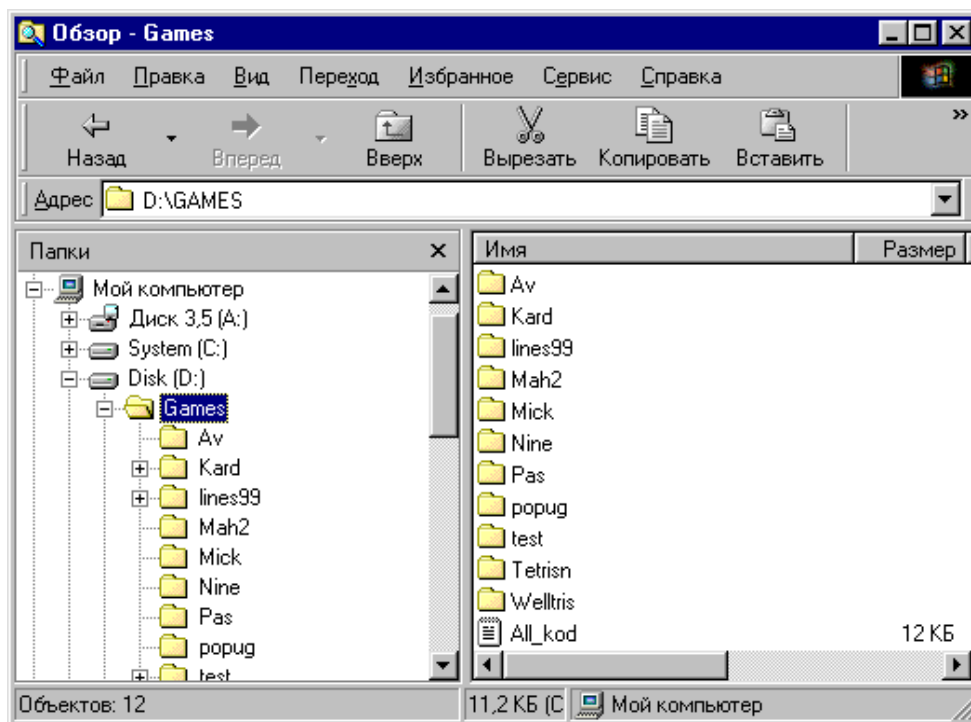 Обзор - Games
Файл Правка Вид Переход Избранное Сервис Справка
Назад Вперед Вверх Вырезать Копировать Вставить »
Адрес D:\GAMES
Папки
Мой компьютер
Диск 3,5 (A:)
System (C:)
Disk (D:)
Games
Av
Kard
lines99
Mah2
Mick
Nine
Pas
popug
test
Имя Размер
Av
Kard
lines99
Mah2
Mick
Nine
Pas
popug
test
Tetrisn
Welltris
All_kod 12 КБ
Объектов: 12 11,2 КБ (С Мой компьютер